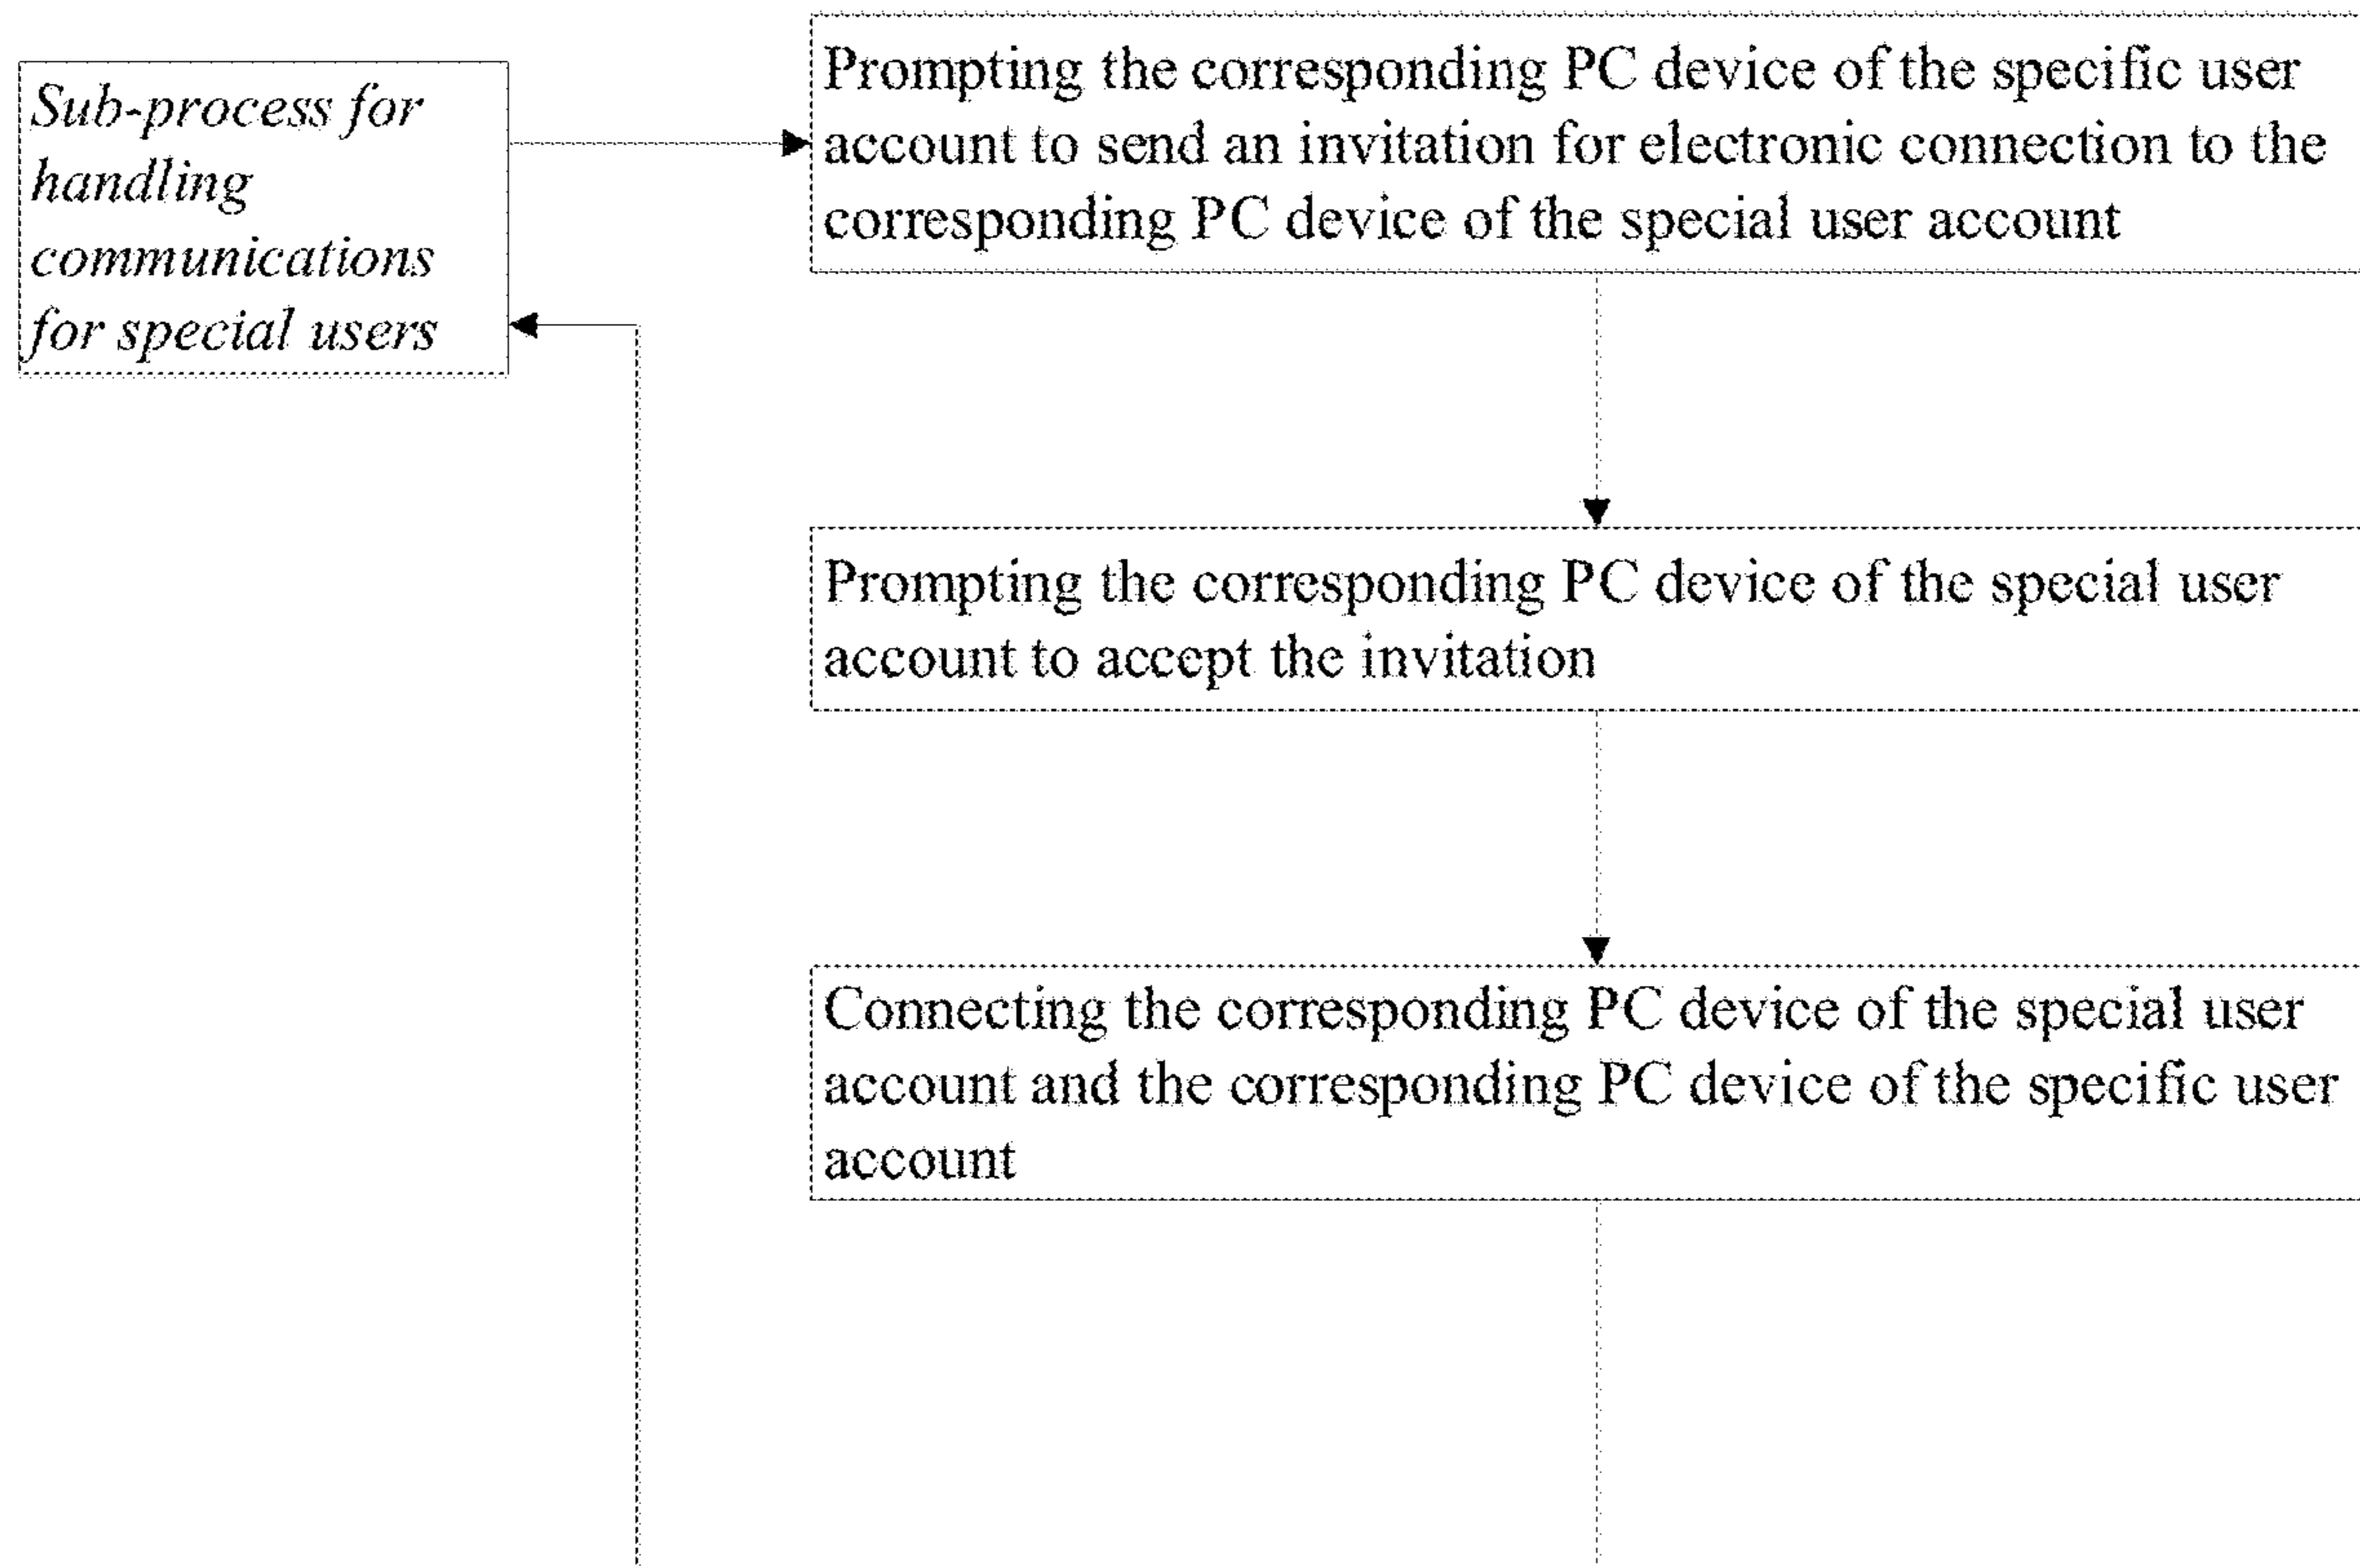 Sub-process for
handling
communications
for special users
Prompting the corresponding PC device of the specific user
account to send an invitation for electronic connection to the
corresponding PC device of the special user account
Prompting the corresponding PC device of the special user
account to accept the invitation
Connecting the corresponding PC device of the special user
account and the corresponding PC device of the specific user
account